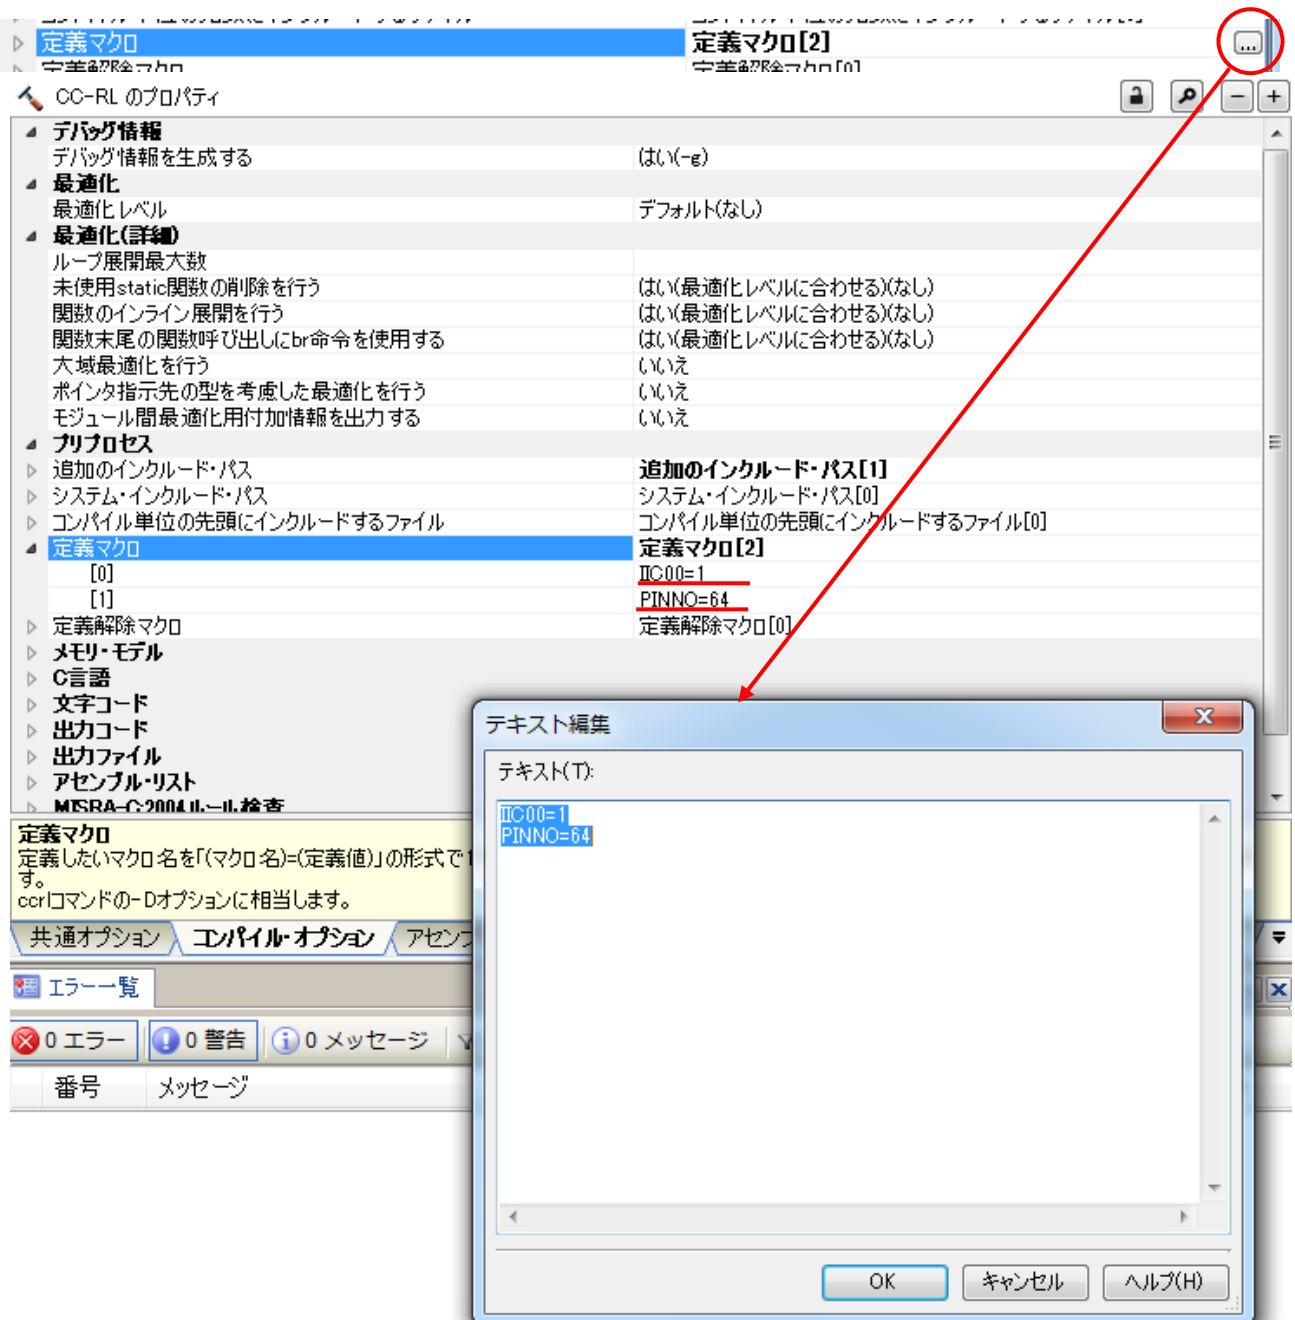 定義マクロ 定義マクロ[2] ...
CC-RL のプロパティ
デバッグ情報
デバッグ情報を生成する はい(-g)
最適化
最適化レベル デフォルト(なし)
最適化(詳細)
ループ展開最大数
未使用static関数の削除を行う はい(最適化レベルに合わせる)(なし)
関数のインライン展開を行う はい(最適化レベルに合わせる)(なし)
関数末尾の関数呼び出しにbr命令を使用する はい(最適化レベルに合わせる)(なし)
大域最適化を行う いいえ
ポインタ指示先の型を考慮した最適化を行う いいえ
モジュール間最適化用付加情報を出力する いいえ
プリプロセス
追加のインクルード・パス 追加のインクルード・パス[1]
システム・インクルード・パス システム・インクルード・パス[0]
コンパイル単位の先頭にインクルードするファイル コンパイル単位の先頭にインクルードするファイル[0]
定義マクロ 定義マクロ[2]
[0] IIC00=1
[1] PINNO=64
定義解除マクロ 定義解除マクロ[0]
メモリ・モデル
C言語
文字コード
出力コード
出力ファイル
アセンブル・リスト
MISRA-C:2004ルール検査
定義マクロ
定義したいマクロ名を「(マクロ名)=(定義値)」の形式で1
す。
ccrlコマンドの-Dオプションに相当します。
共通オプション コンパイル・オプション アセンブ
エラー一覧
0 エラー 0 警告 0 メッセージ
番号 メッセージ
テキスト編集
テキスト(T):
IIC00=1
PINNO=64
OK キャンセル ヘルプ(H)